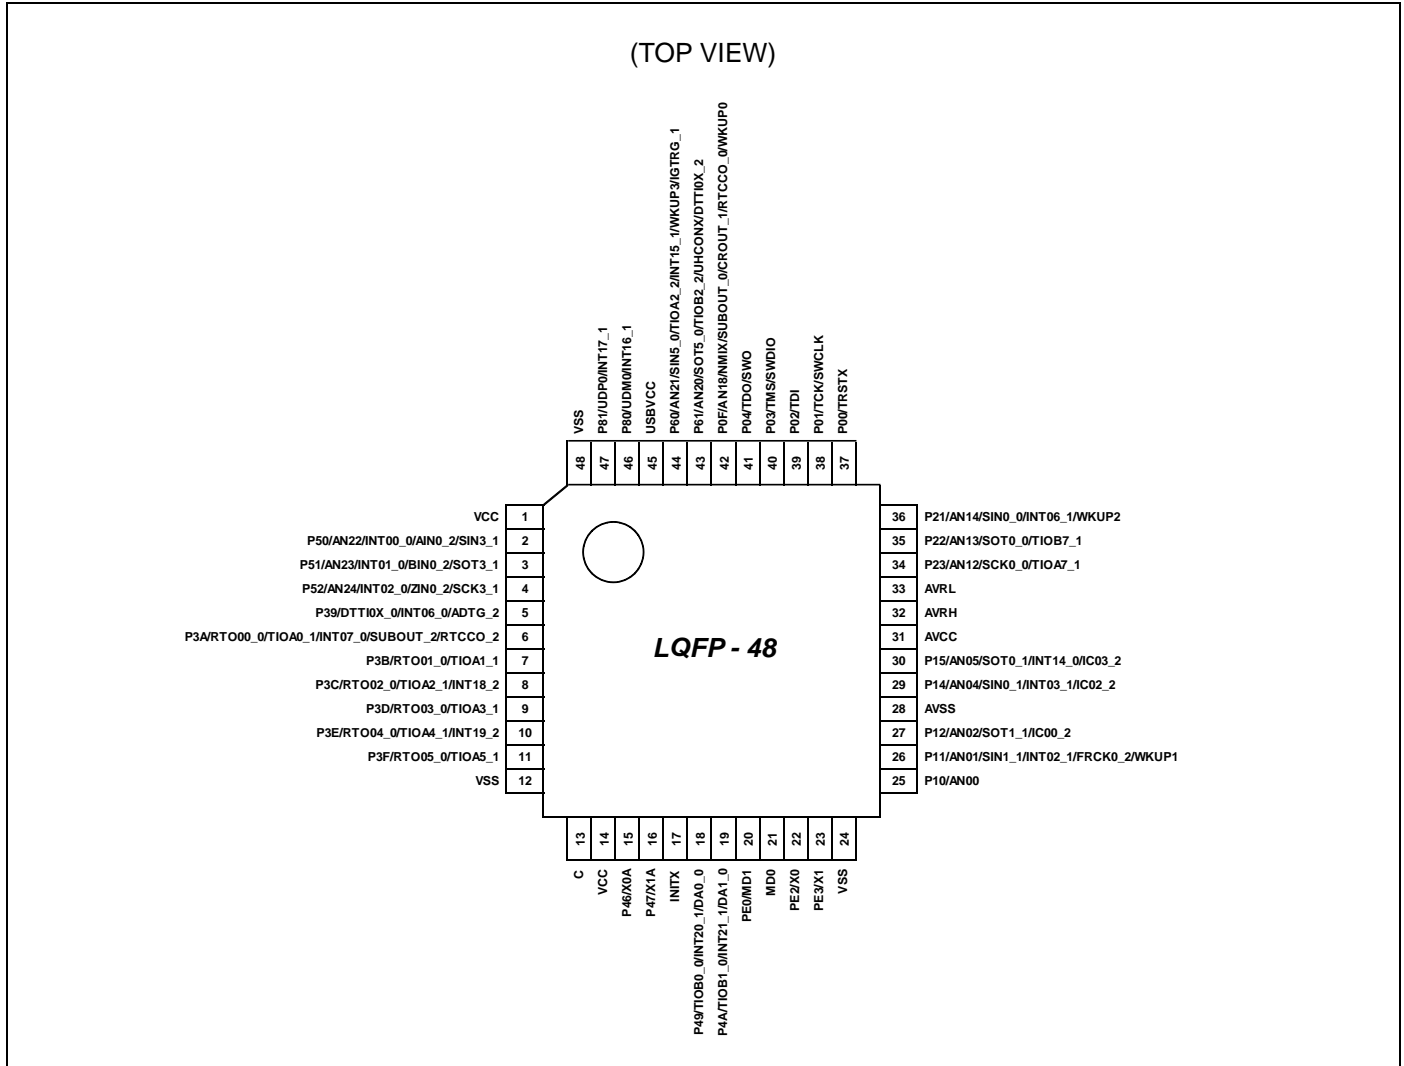 (TOP VIEW)
VSS
P81/UDP0/INT17_1
P80/UDM0/INT16_1
USBVCC
P60/AN21/SIN5_0/TIOA2_2/INT15_1/WKUP3/IGTRG_1
P61/AN20/SOT5_0/TIOB2_2/UHCONX/DTTI0X_2
P0F/AN18/NMIX/SUBOUT_0/CROUT_1/RTCCO_0/WKUP0
P04/TDO/SWO
P03/TMS/SWDIO
P02/TDI
P01/TCK/SWCLK
P00/TRSTX
48
47
46
45
44
43
42
41
40
39
38
37
VCC 1
P50/AN22/INT00_0/AIN0_2/SIN3_1 2
P51/AN23/INT01_0/BIN0_2/SOT3_1 3
P52/AN24/INT02_0/ZIN0_2/SCK3_1 4
P39/DTTI0X_0/INT06_0/ADTG_2 5
P3A/RTO00_0/TIOA0_1/INT07_0/SUBOUT_2/RTCCO_2 6
P3B/RTO01_0/TIOA1_1 7
P3C/RTO02_0/TIOA2_1/INT18_2 8
P3D/RTO03_0/TIOA3_1 9
P3E/RTO04_0/TIOA4_1/INT19_2 10
P3F/RTO05_0/TIOA5_1 11
VSS 12
LQFP - 48
36 P21/AN14/SIN0_0/INT06_1/WKUP2
35 P22/AN13/SOT0_0/TIOB7_1
34 P23/AN12/SCK0_0/TIOA7_1
33 AVRL
32 AVRH
31 AVCC
30 P15/AN05/SOT0_1/INT14_0/IC03_2
29 P14/AN04/SIN0_1/INT03_1/IC02_2
28 AVSS
27 P12/AN02/SOT1_1/IC00_2
26 P11/AN01/SIN1_1/INT02_1/FRCK0_2/WKUP1
25 P10/AN00
13
14
15
16
17
18
19
20
21
22
23
24
C
VCC
P46/X0A
P47/X1A
INITX
P49/TIOB0_0/INT20_1/DA0_0
P4A/TIOB1_0/INT21_1/DA1_0
PE0/MD1
MD0
PE2/X0
PE3/X1
VSS